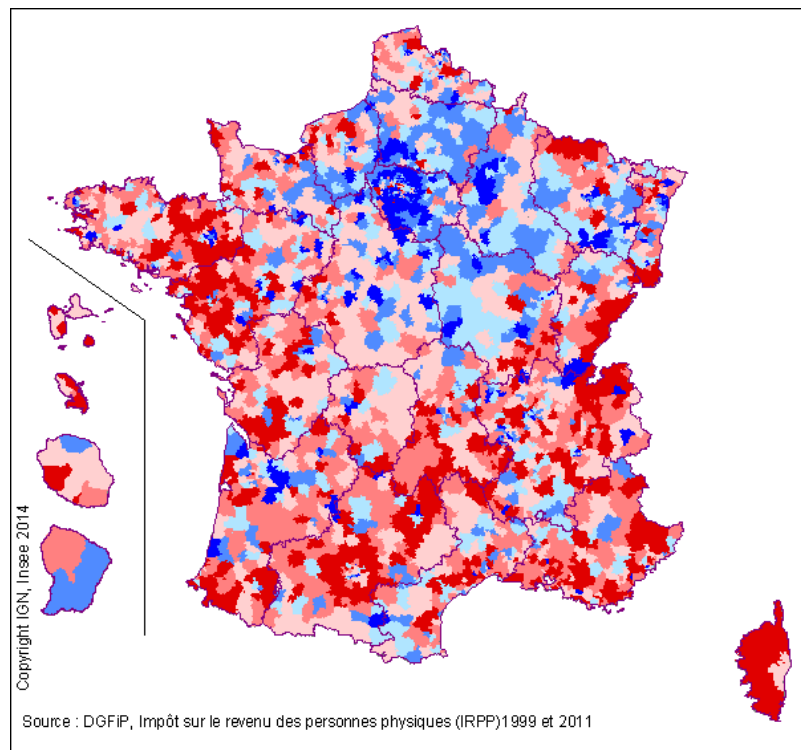 Copyright IGN, Insee 2014
Source : DGFiP, Impôt sur le revenu des personnes physiques (IRPP)1999 et 2011